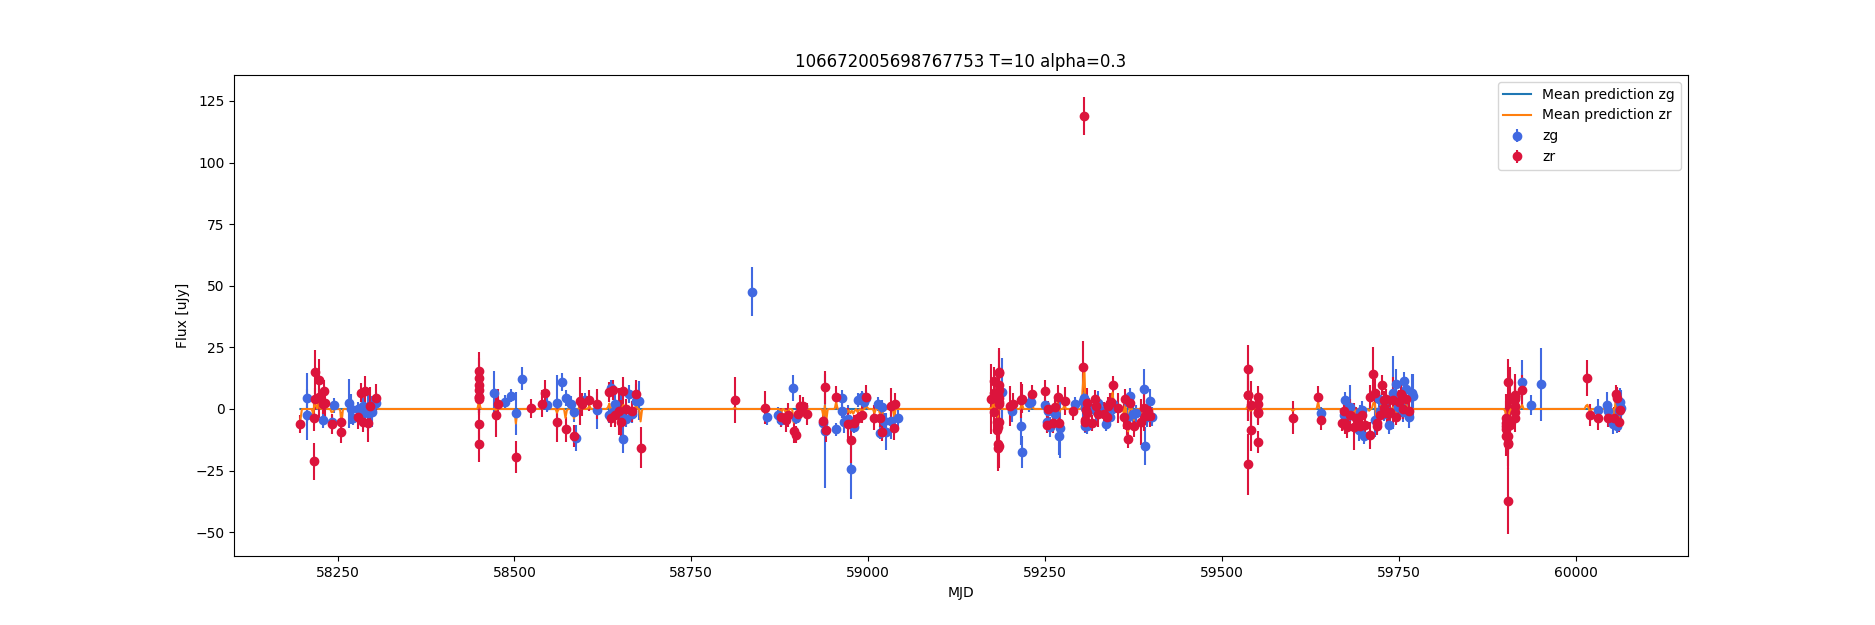 106672005698767753 T=10 alpha=0.3
Mean prediction zg
Mean prediction zr
zg
zr
125
100
75
50
25
0
−25
−50
Flux [uJy]
58250 58500 58750 59000 59250 59500 59750 60000
MJD